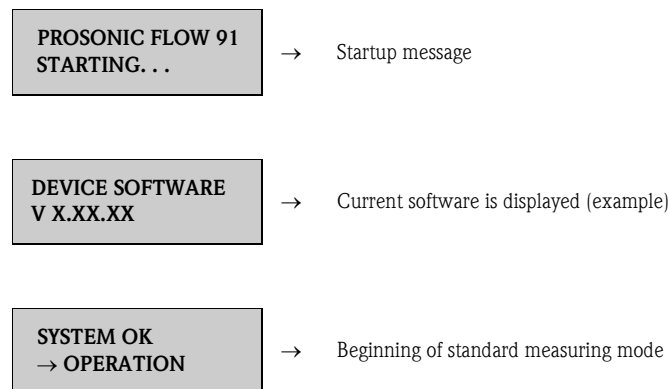 PROSONIC FLOW 91
STARTING. . .
→ Startup message
DEVICE SOFTWARE
V X.XX.XX
→ Current software is displayed (example)
SYSTEM OK
→ OPERATION
→ Beginning of standard measuring mode